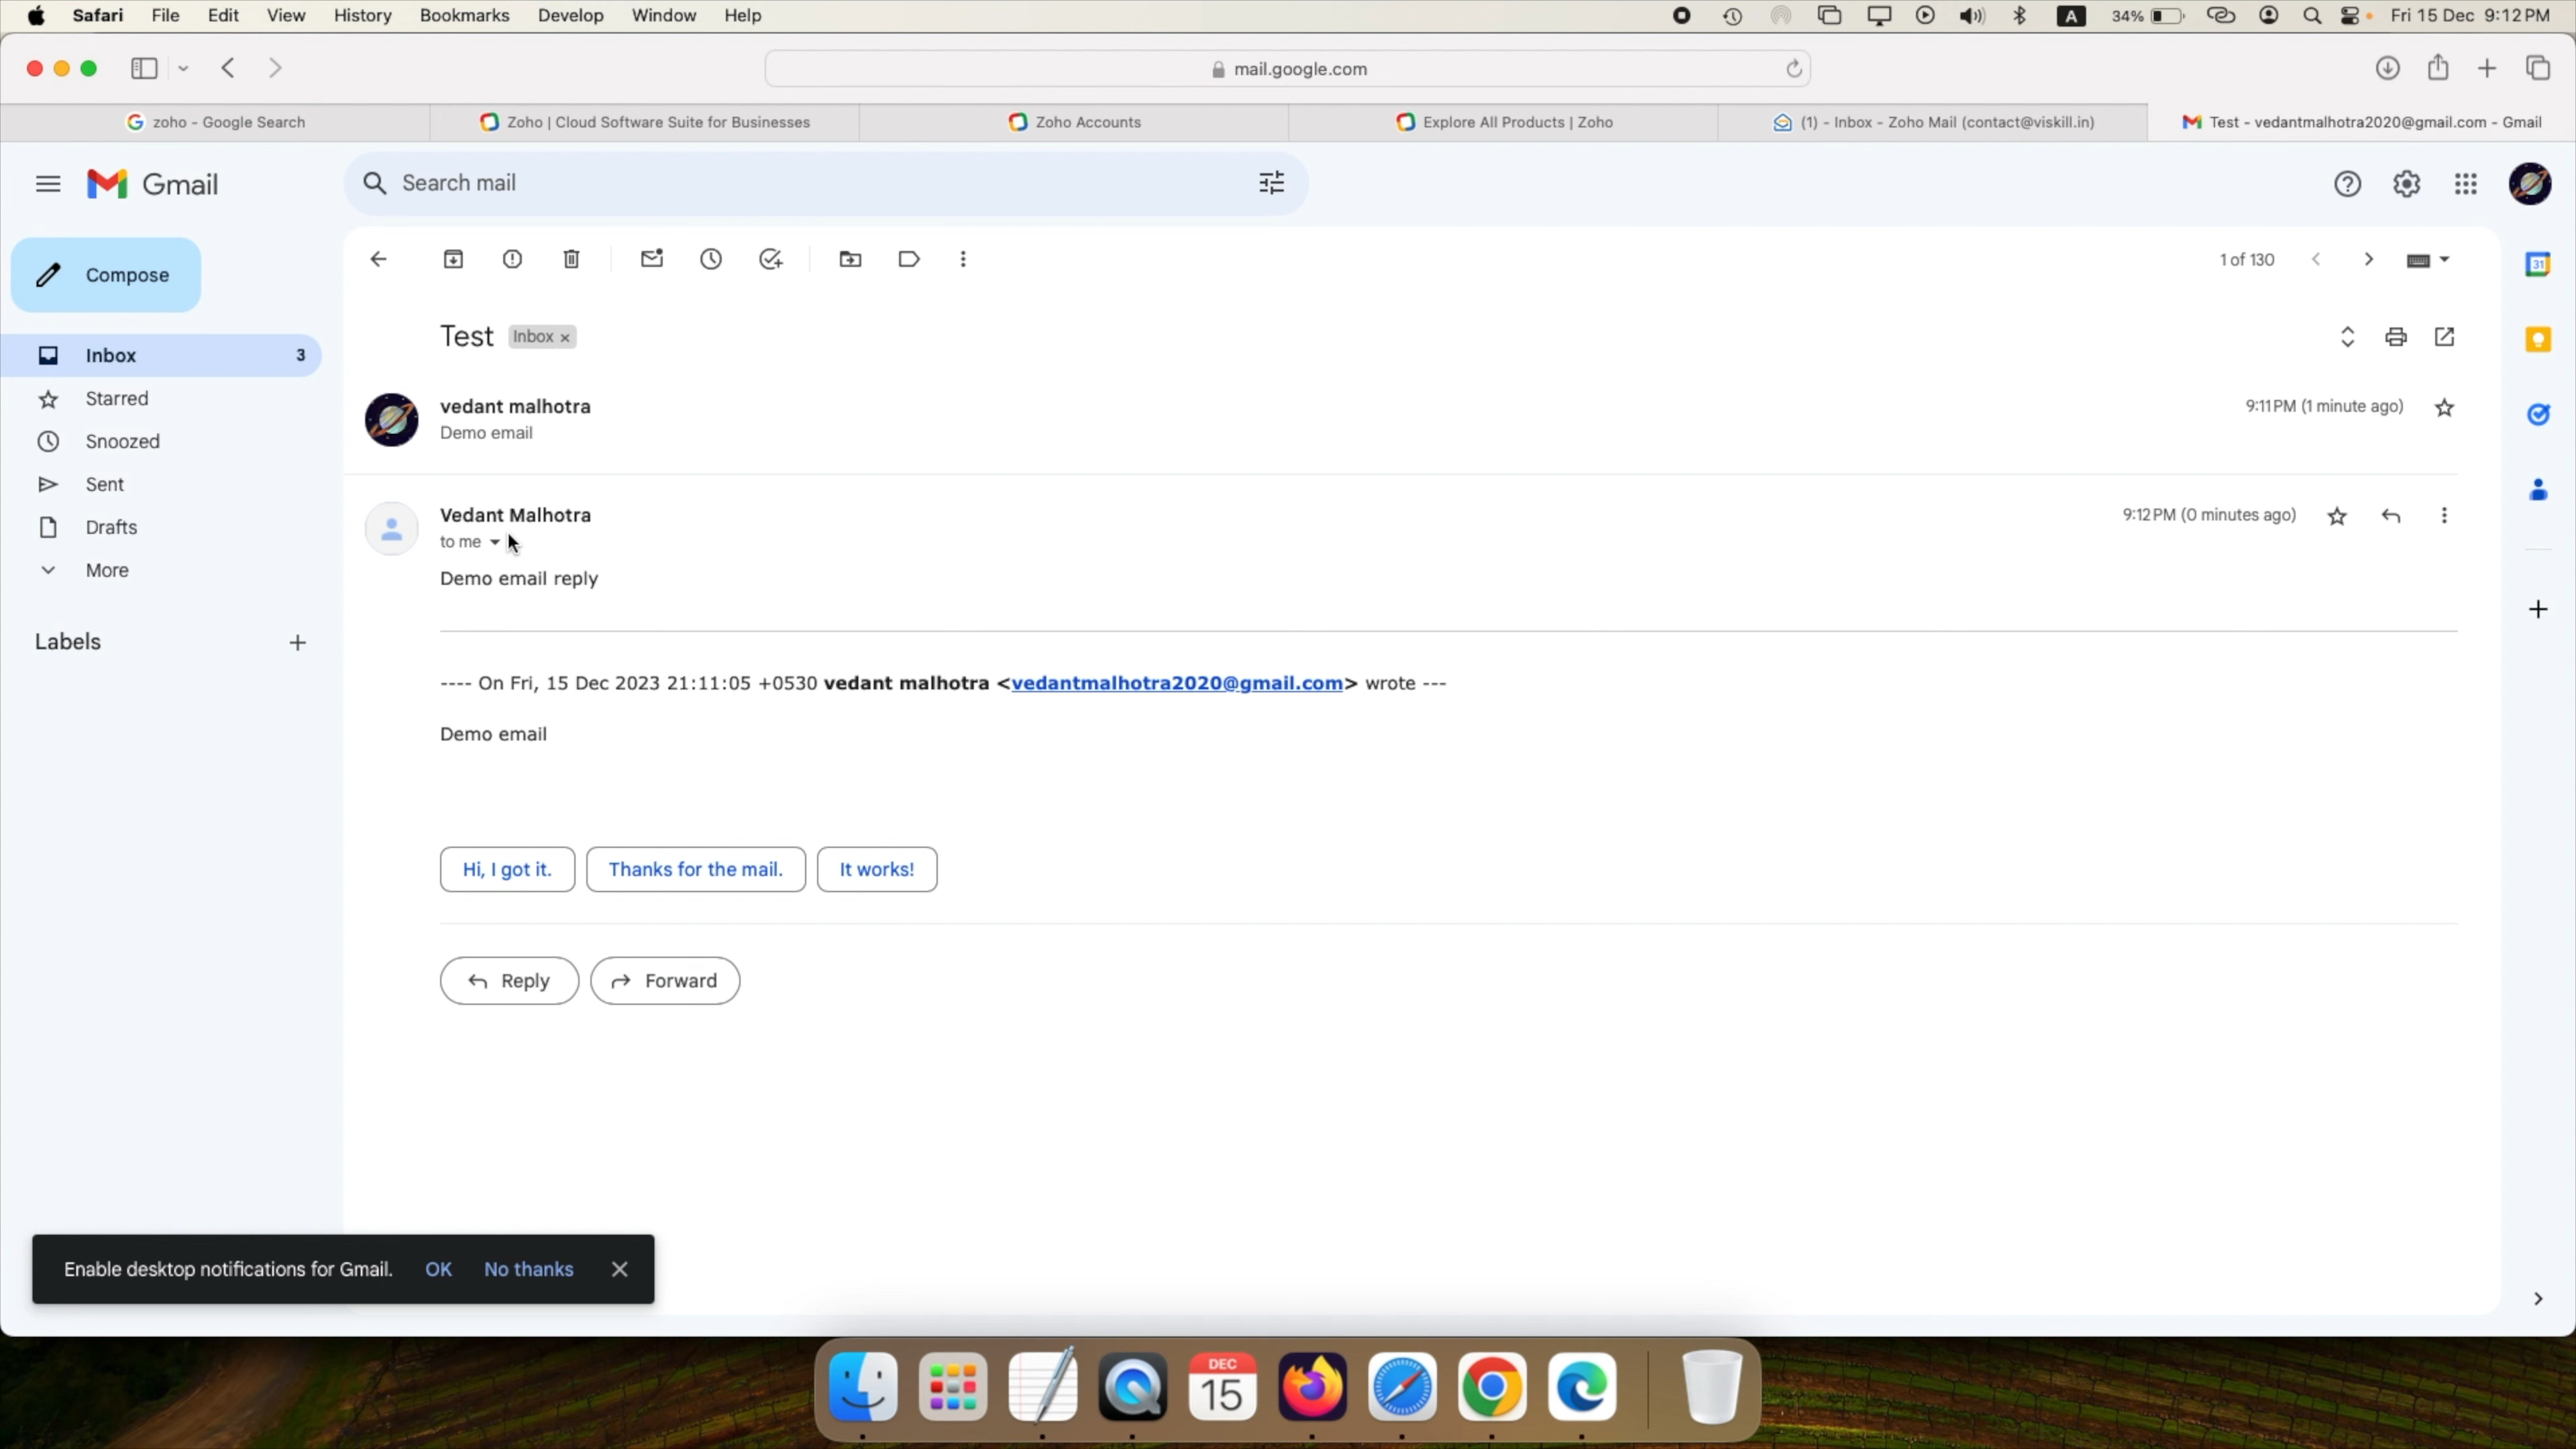 Safari File Edit View History Bookmarks Develop Window Help A 34% Fri 15 Dec 9:12 PM
mail.google.com
zoho - Google Search Zoho | Cloud Software Suite for Businesses Zoho Accounts Explore All Products | Zoho (1) - Inbox - Zoho Mail (contact@viskill.in) Test - vedantmalhotra2020@gmail.com - Gmail
Gmail Search mail
Compose 1 of 130 31
Test Inbox x
Inbox 3
Starred
Snoozed
Sent
Drafts
More
Labels
vedant malhotra 9:11 PM (1 minute ago)
Demo email
Vedant Malhotra 9:12 PM (0 minutes ago)
to me
Demo email reply
---- On Fri, 15 Dec 2023 21:11:05 +0530 vedant malhotra <vedantmalhotra2020@gmail.com> wrote ---
Demo email
Hi, I got it. Thanks for the mail. It works!
Reply Forward
Enable desktop notifications for Gmail. OK No thanks
DEC
15